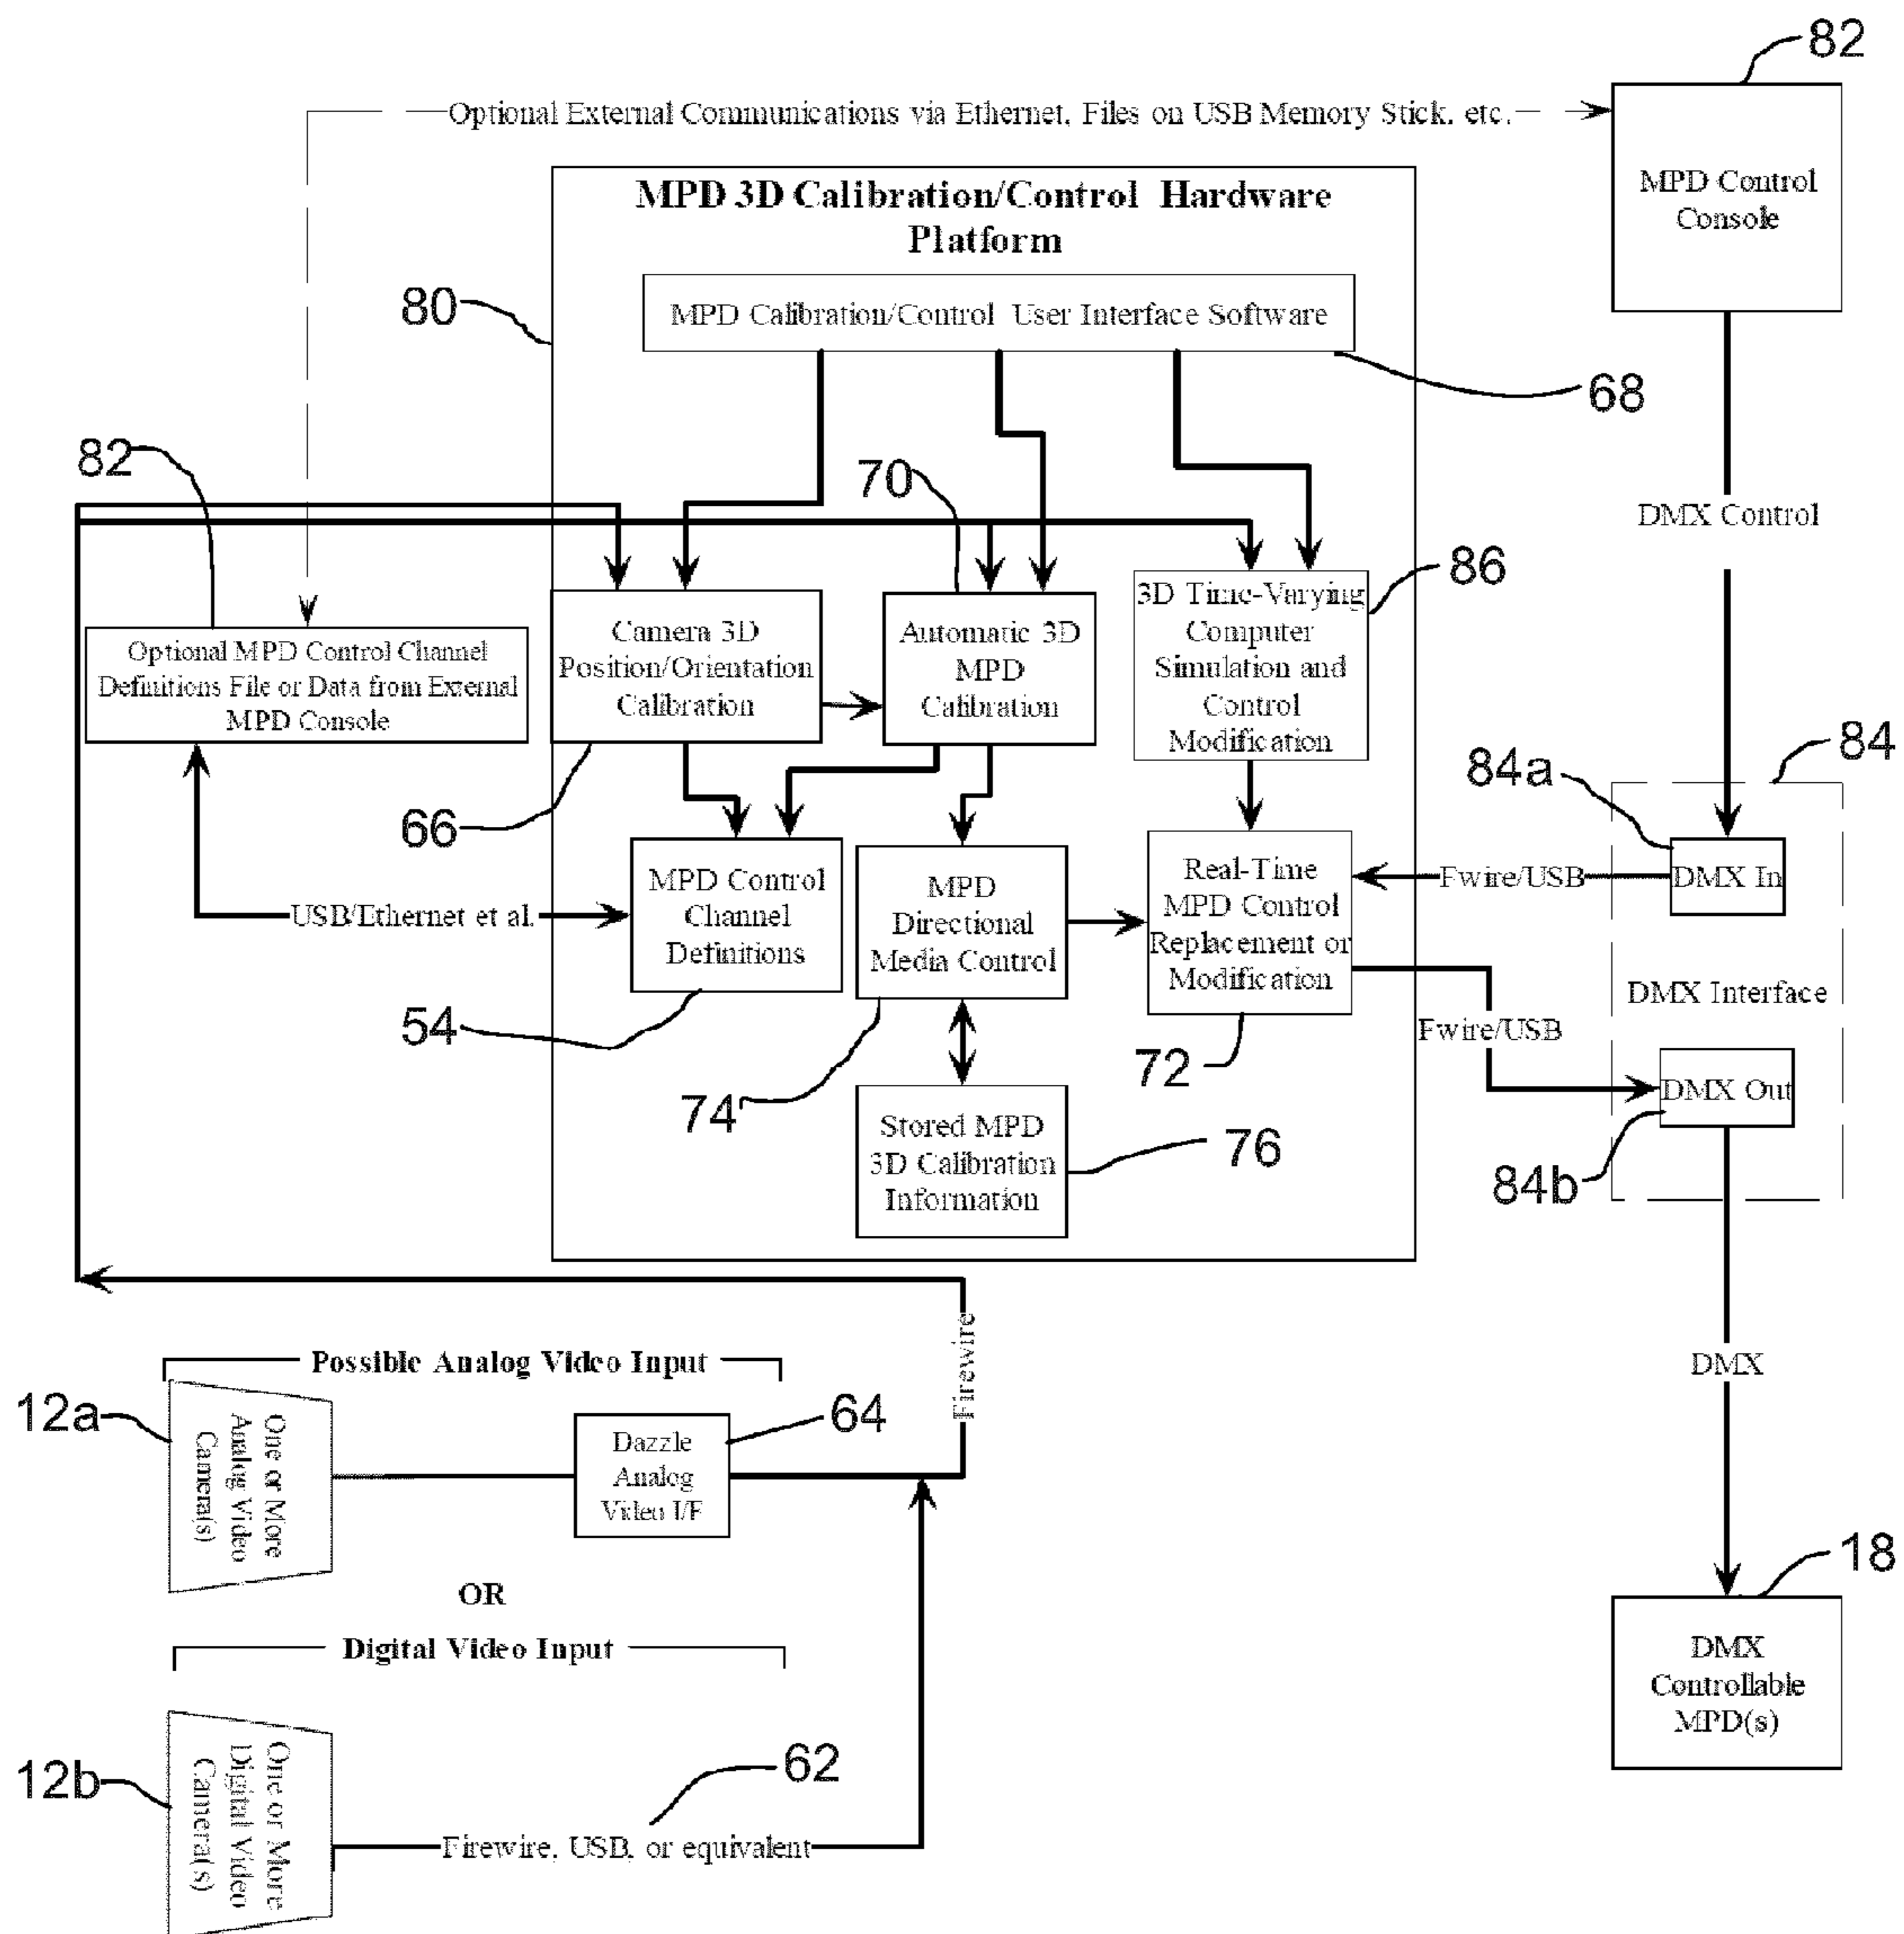 82
Optional External Communications via Ethernet, Files on USB Memory Stick, etc.
MPD Control
Console
MPD 3D Calibration/Control Hardware
Platform
80
MPD Calibration/Control User Interface Software
68
DMX Control
82
70
86
Optional MPD Control Channel
Definitions File or Data from External
MPD Console
Camera 3D
Position/Orientation
Calibration
Automatic 3D
MPD
Calibration
3D Time-Varying
Computer
Simulation and
Control
Modification
84
84a
66
MPD Control
Channel
Definitions
MPD
Directional
Media Control
Real-Time
MPD Control
Replacement or
Modification
Fwire/USB
DMX In
USB/Ethernet et al.
DMX Interface
54
74
72
Fwire/USB
DMX Out
84b
Stored MPD
3D Calibration
Information
76
Firewire
DMX
Possible Analog Video Input
12a
One or More
Analog Video
Camera(s)
Dazzle
Analog
Video I/F
64
OR
18
Digital Video Input
DMX
Controllable
MPD(s)
12b
One or More
Digital Video
Camera(s)
62
Firewire, USB, or equivalent